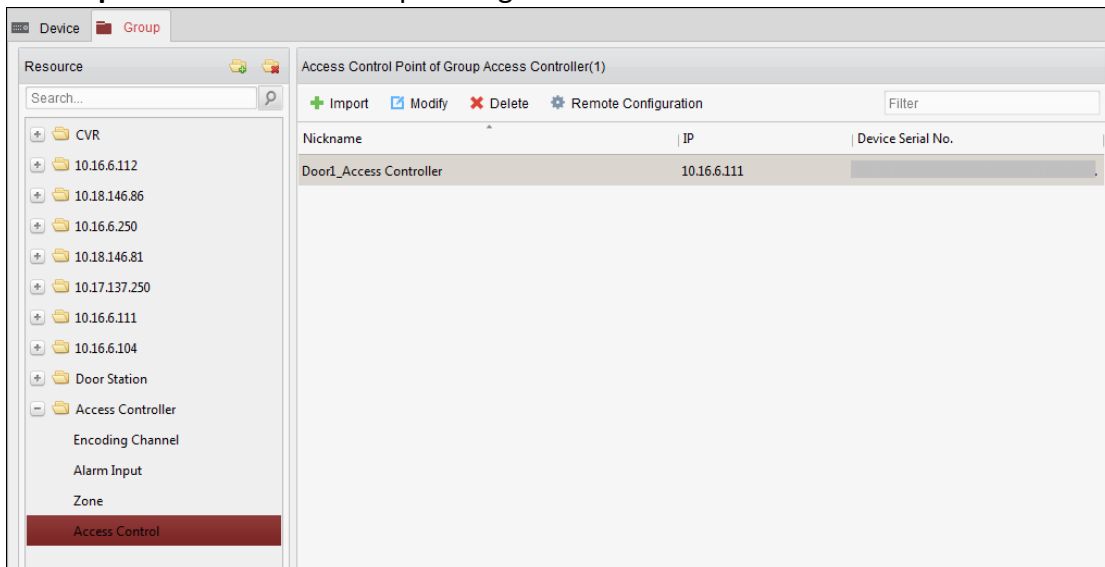 Device Group
Resource
Access Control Point of Group Access Controller(1)
Search...
Import Modify Delete Remote Configuration
Filter
Nickname IP Device Serial No.
Door1_Access Controller 10.16.6.111
CVR
10.16.6.112
10.18.146.86
10.16.6.250
10.18.146.81
10.17.137.250
10.16.6.111
10.16.6.104
Door Station
Access Controller
Encoding Channel
Alarm Input
Zone
Access Control